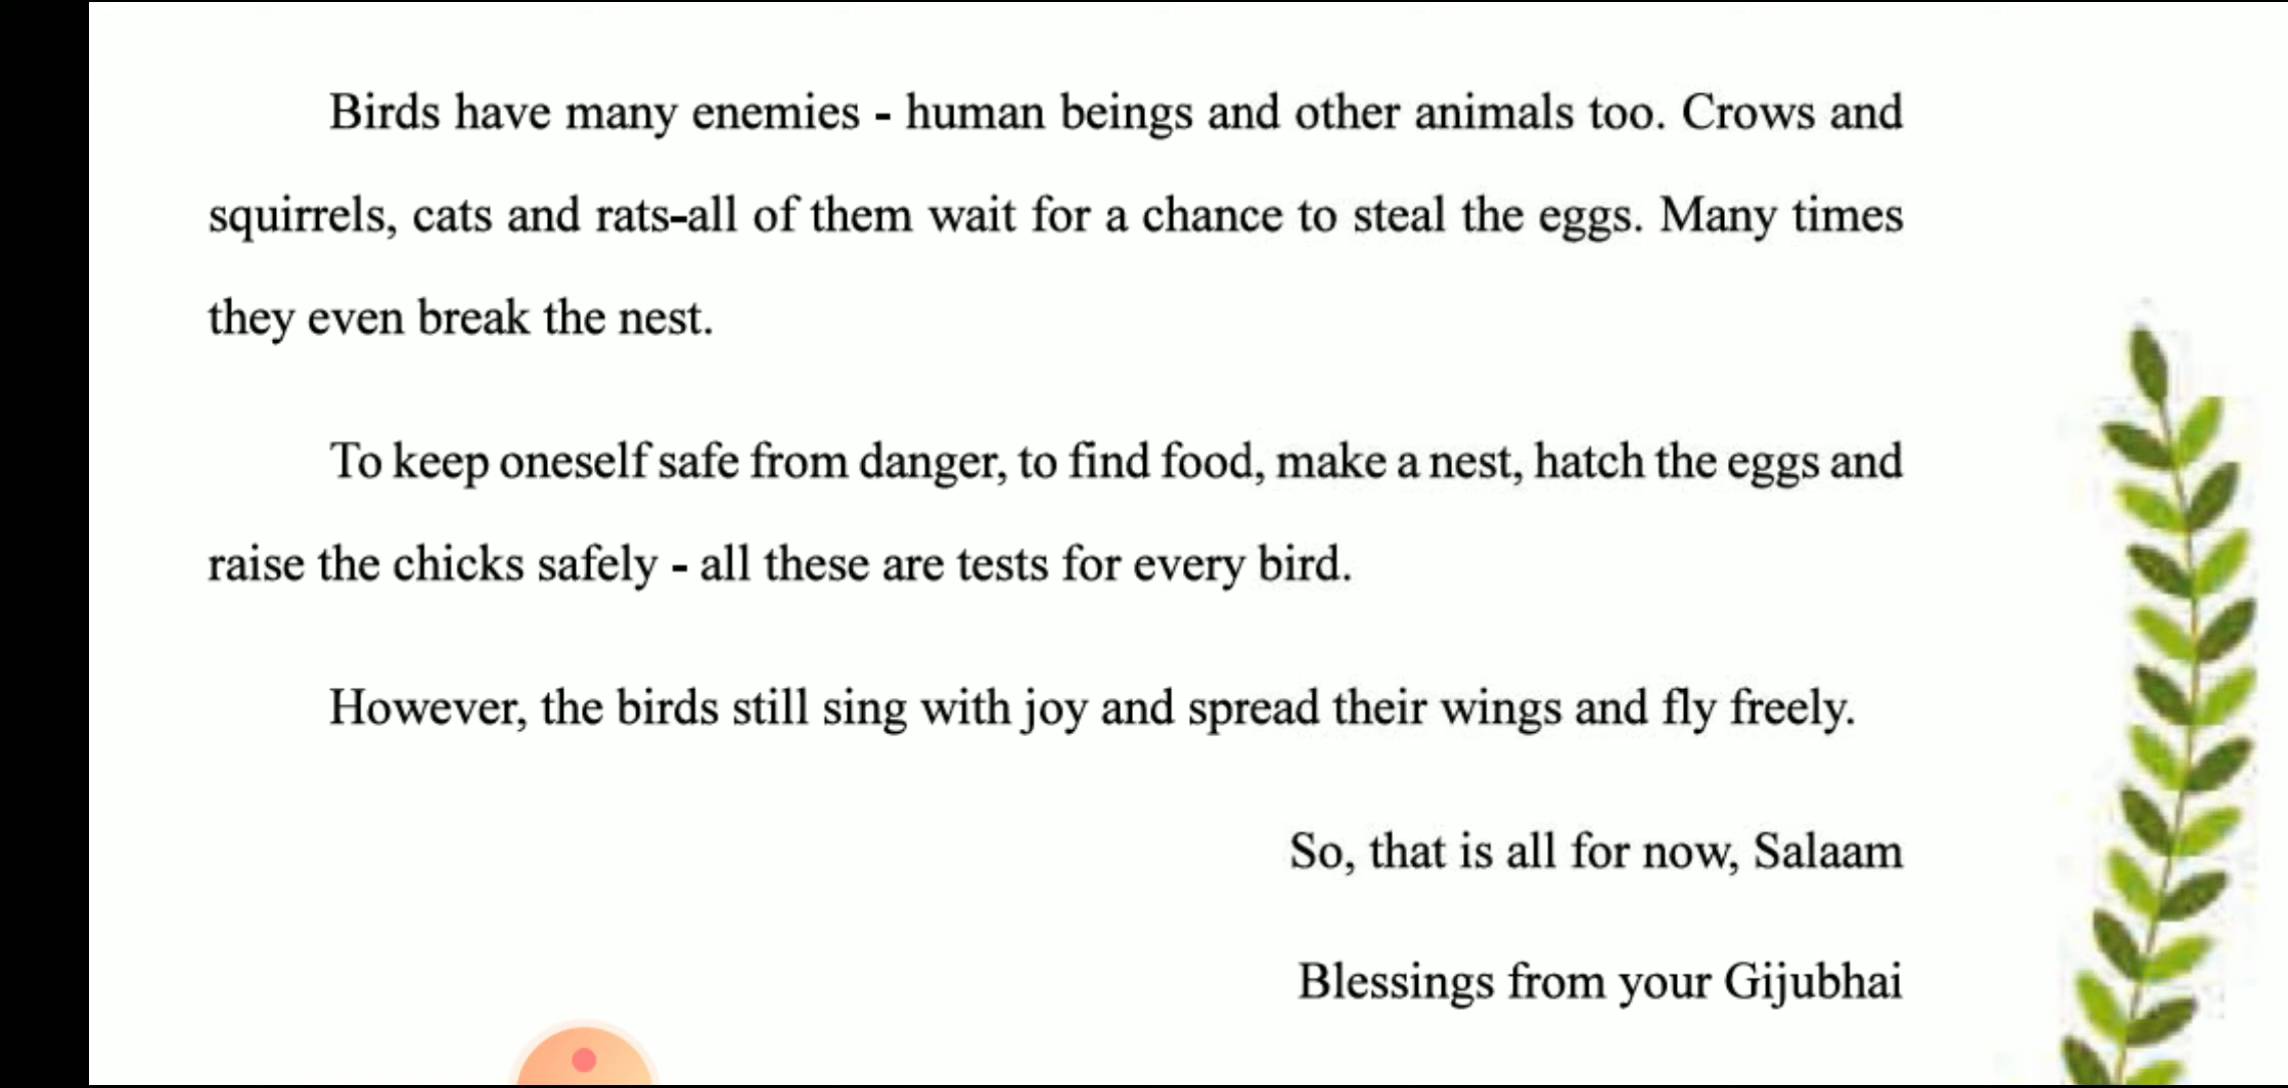 Birds have many enemies - human beings and other animals too. Crows and
squirrels, cats and rats-all of them wait for a chance to steal the eggs. Many times
they even break the nest.
To keep oneself safe from danger, to find food, make a nest, hatch the eggs and
raise the chicks safely - all these are tests for every bird.
However, the birds still sing with joy and spread their wings and fly freely.
So, that is all for now, Salaam
Blessings from your Gijubhai